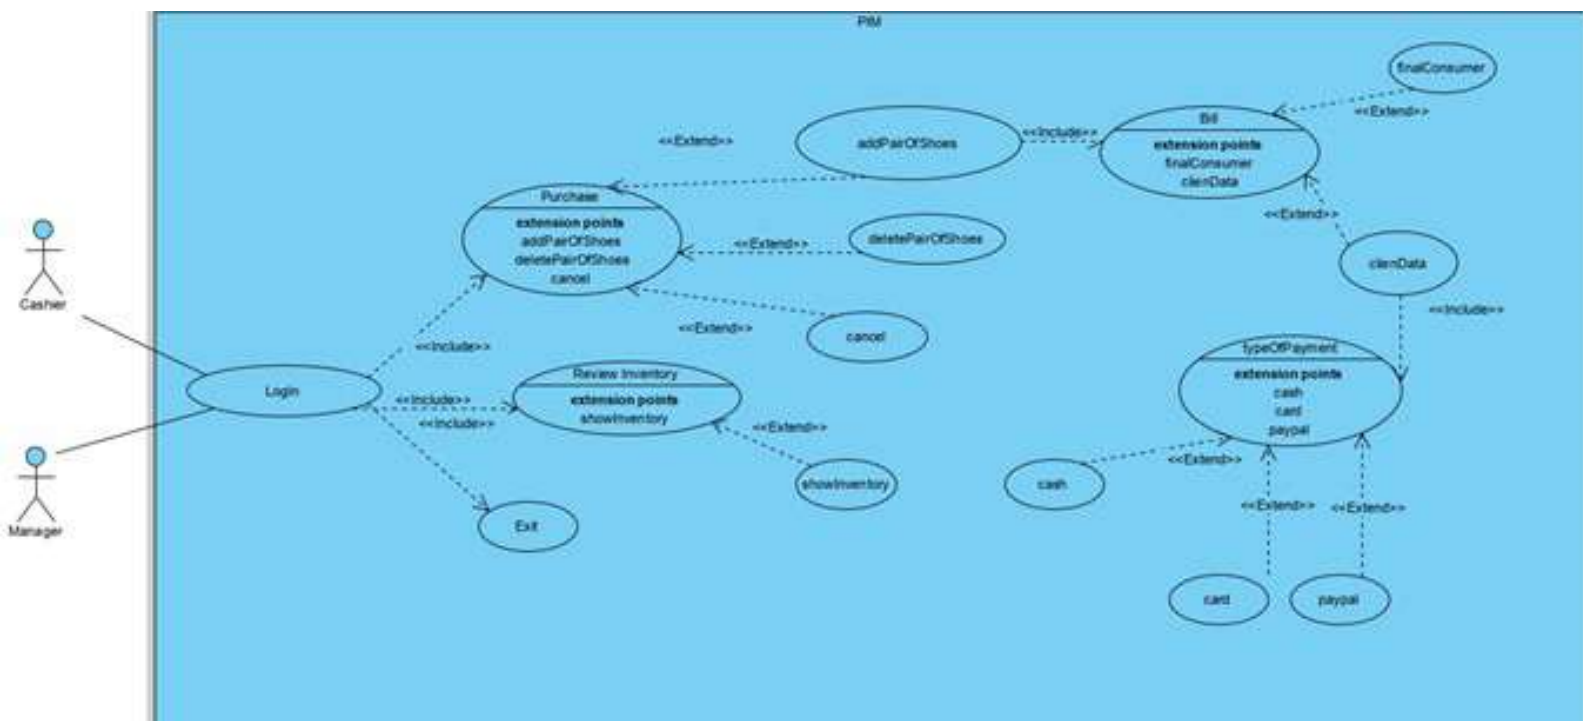 PIM
finalConsumer
<<Extend>>
Bill
extension points
finalConsumer
clienData
<<Include>>
addPairOfShoes
<<Extend>>
Purchase
extension points
addPairOfShoes
deletePairOfShoes
cancel
<<Extend>>
deletePairOfShoes
<<Extend>>
clienData
Cashier
<<Include>>
<<Extend>>
cancel
<<Include>>
typeOfPayment
extension points
cash
card
paypal
Login
Review Inventory
extension points
showInventory
<<Include>>
<<Include>>
<<Extend>>
showInventory
<<Extend>>
cash
Manager
Exit
<<Extend>>
<<Extend>>
card
paypal